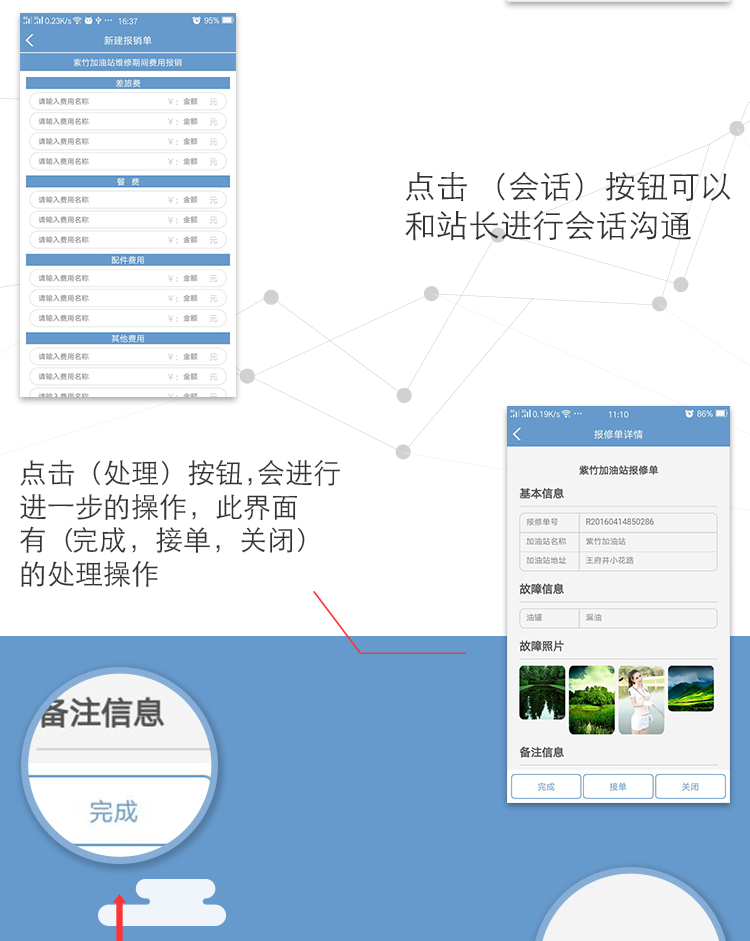 0.23K/s 16:37 95%
新建报销单
紫竹加油站维修期间费用报销
差旅费
请输入费用名称 ¥： 金额 元
请输入费用名称 ¥： 金额 元
请输入费用名称 ¥： 金额 元
请输入费用名称 ¥： 金额 元
餐 费
请输入费用名称 ¥： 金额 元
请输入费用名称 ¥： 金额 元
请输入费用名称 ¥： 金额 元
配件费用
请输入费用名称 ¥： 金额 元
请输入费用名称 ¥： 金额 元
请输入费用名称 ¥： 金额 元
其他费用
请输入费用名称 ¥： 金额 元
请输入费用名称 ¥： 金额 元
请输入费用名称 ¥： 金额 元
点击 （会话）按钮可以
和站长进行会话沟通
点击（处理）按钮,会进行
进一步的操作，此界面
有（完成，接单，关闭）
的处理操作
0.19K/s 11:10 86%
报修单详情
紫竹加油站报修单
基本信息
报修单号 R20160414850286
加油站名称 紫竹加油站
加油站地址 王府井小花路
故障信息
油罐 漏油
故障照片
备注信息
完成 接单 关闭
备注信息
完成